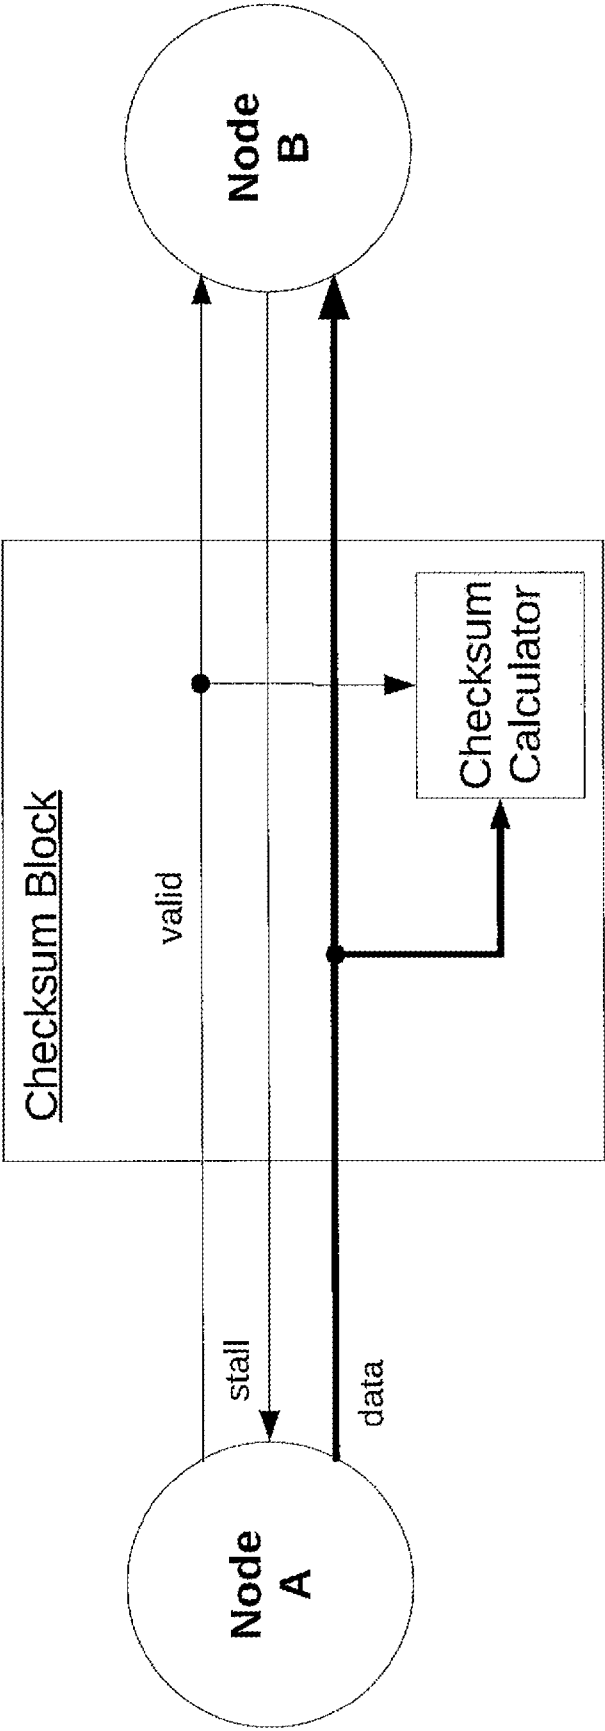 Checksum Block
Node
A
valid
stall
data
Checksum
Calculator
Node
B